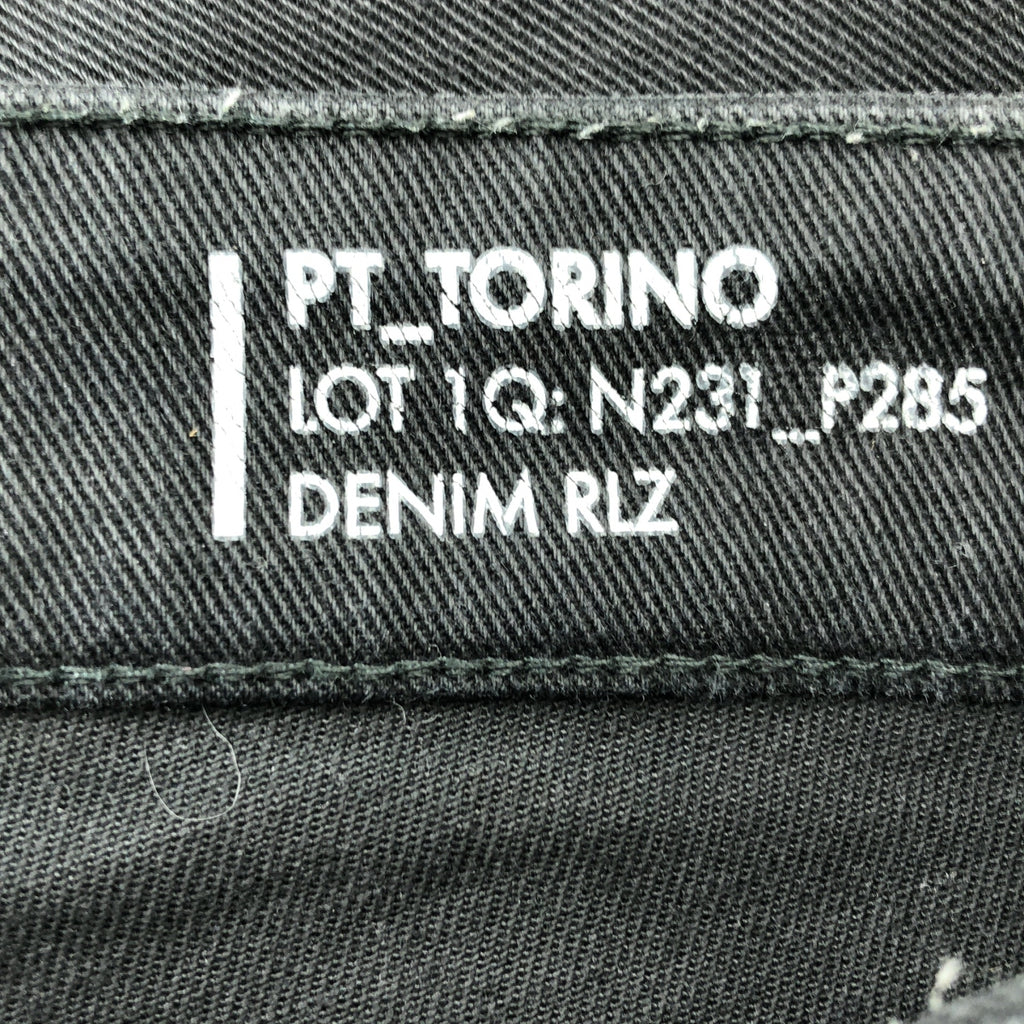 PT_TORINO
LOT 1Q: N231_P285
DENIM RLZ